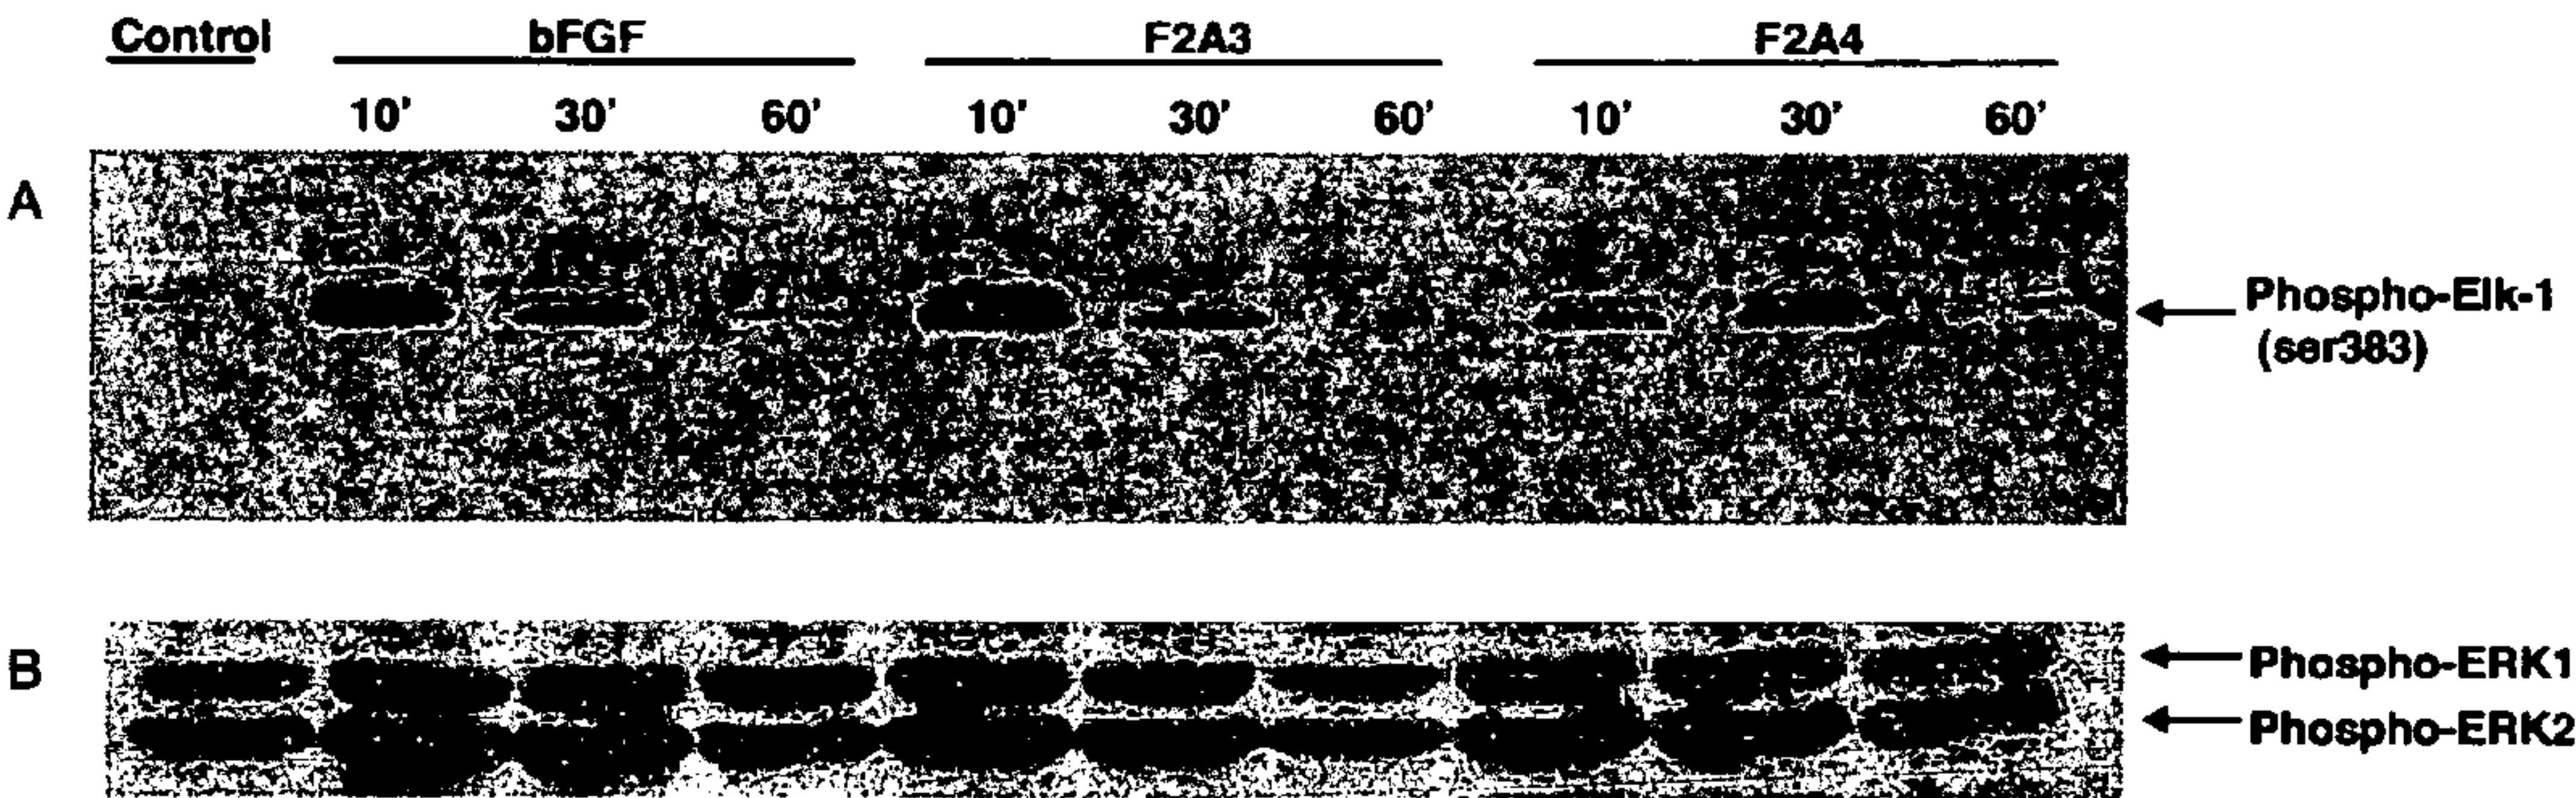 Control bFGF F2A3 F2A4
10' 30' 60' 10' 30' 60' 10' 30' 60'
A
Phospho-Elk-1
(ser383)
B
Phospho-ERK1
Phospho-ERK2